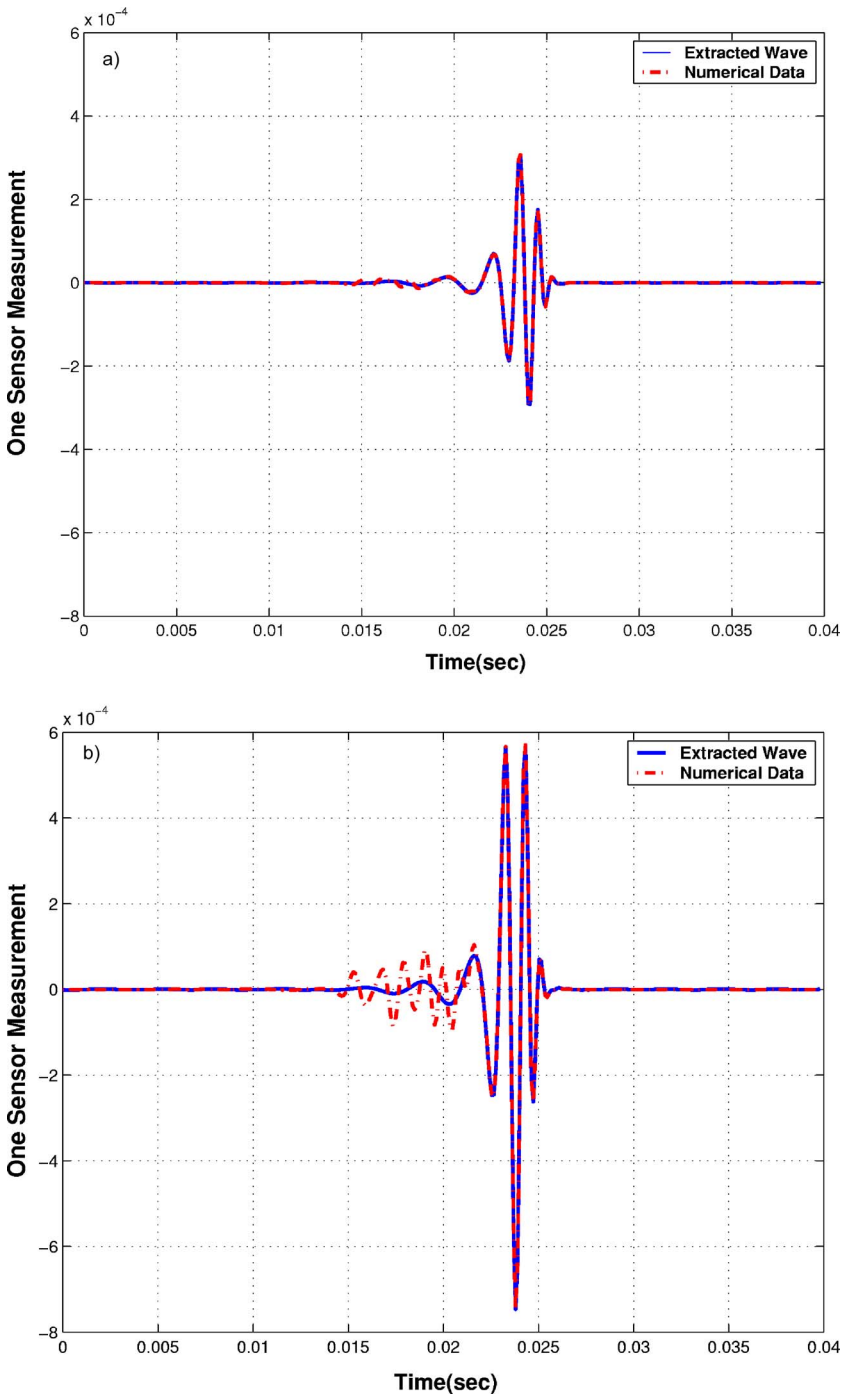 x 10⁻⁴
6
a)
Extracted Wave
Numerical Data
4
2
0
−2
−4
−6
−8
One Sensor Measurement
0 0.005 0.01 0.015 0.02 0.025 0.03 0.035 0.04
Time(sec)
x 10⁻⁴
6
b)
Extracted Wave
Numerical Data
4
2
0
−2
−4
−6
−8
One Sensor Measurement
0 0.005 0.01 0.015 0.02 0.025 0.03 0.035 0.04
Time(sec)